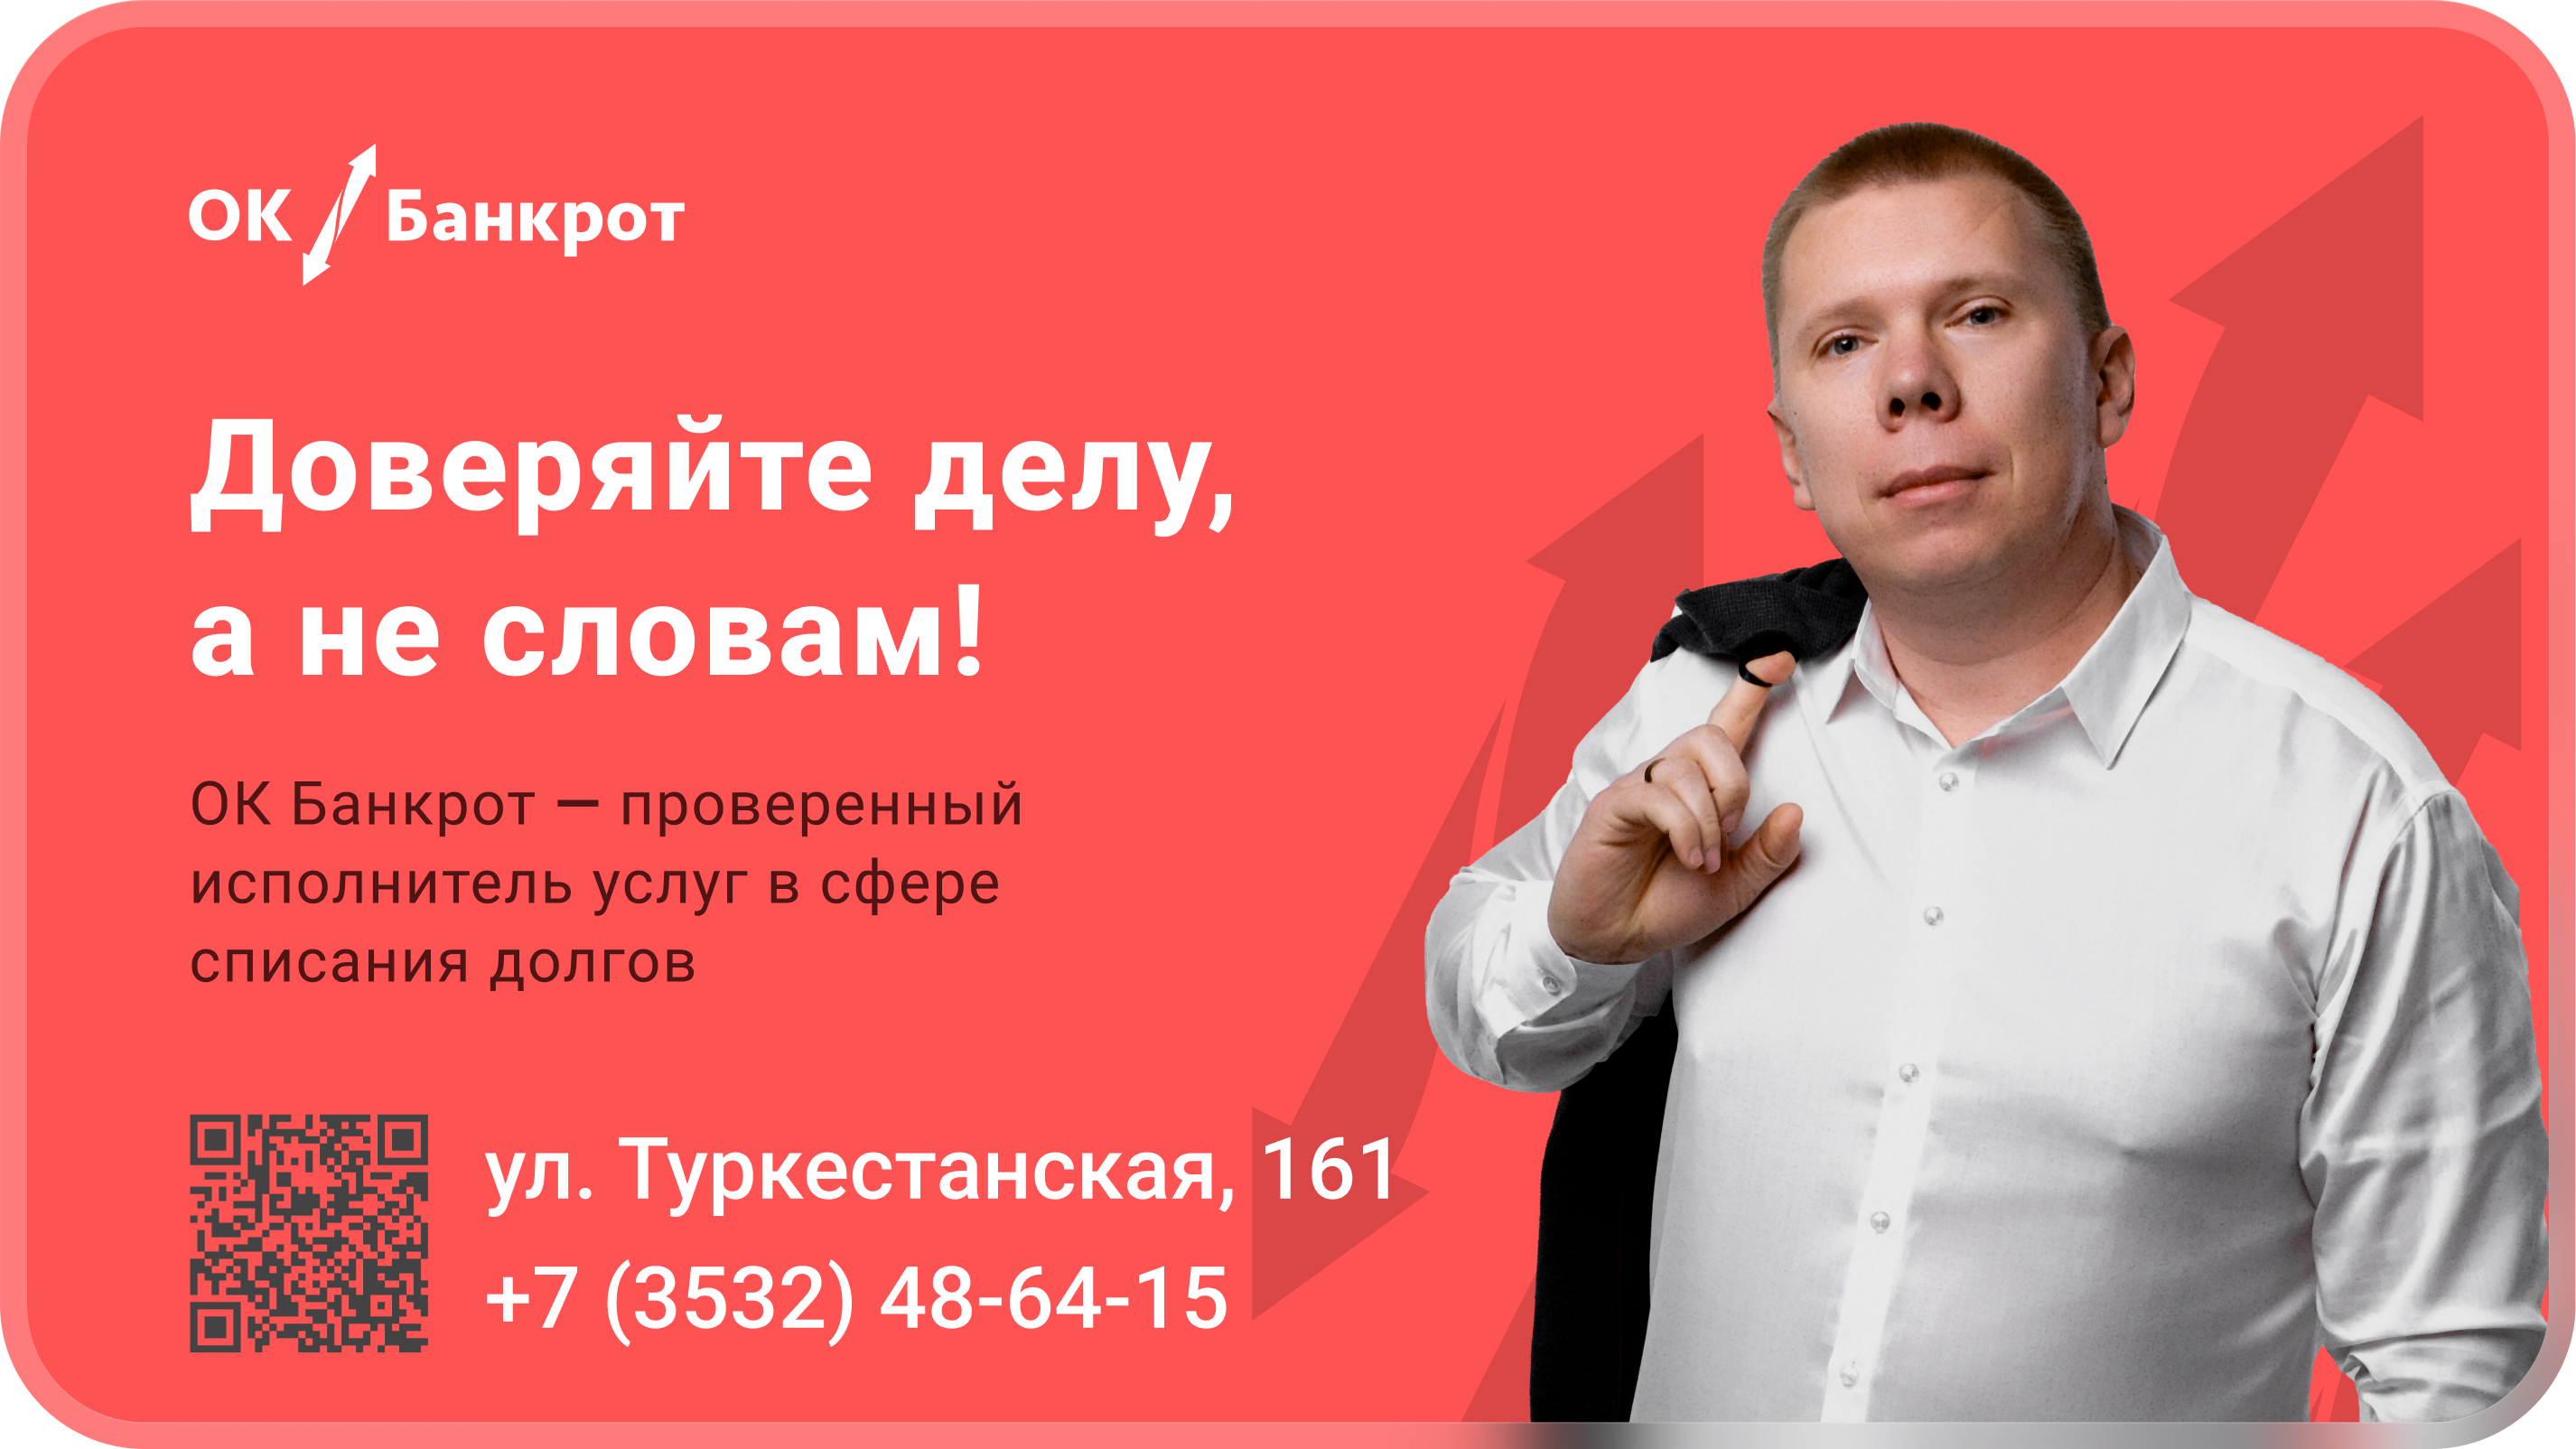 ОК Банкрот
Доверяйте делу,
а не словам!
ОК Банкрот — проверенный
исполнитель услуг в сфере
списания долгов
ул. Туркестанская, 161
+7 (3532) 48-64-15